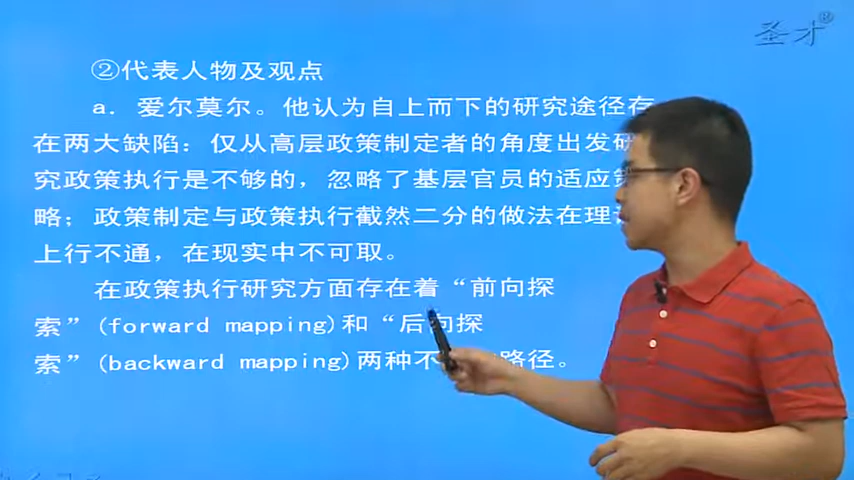 圣才®
②代表人物及观点
a. 爱尔莫尔。他认为自上而下的研究途径存
在两大缺陷：仅从高层政策制定者的角度出发研
究政策执行是不够的，忽略了基层官员的适应策
略；政策制定与政策执行截然二分的做法在理
上行不通，在现实中不可取。
在政策执行研究方面存在着“前向探
索”(forward mapping)和“后向探
索”(backward mapping)两种不 路径。